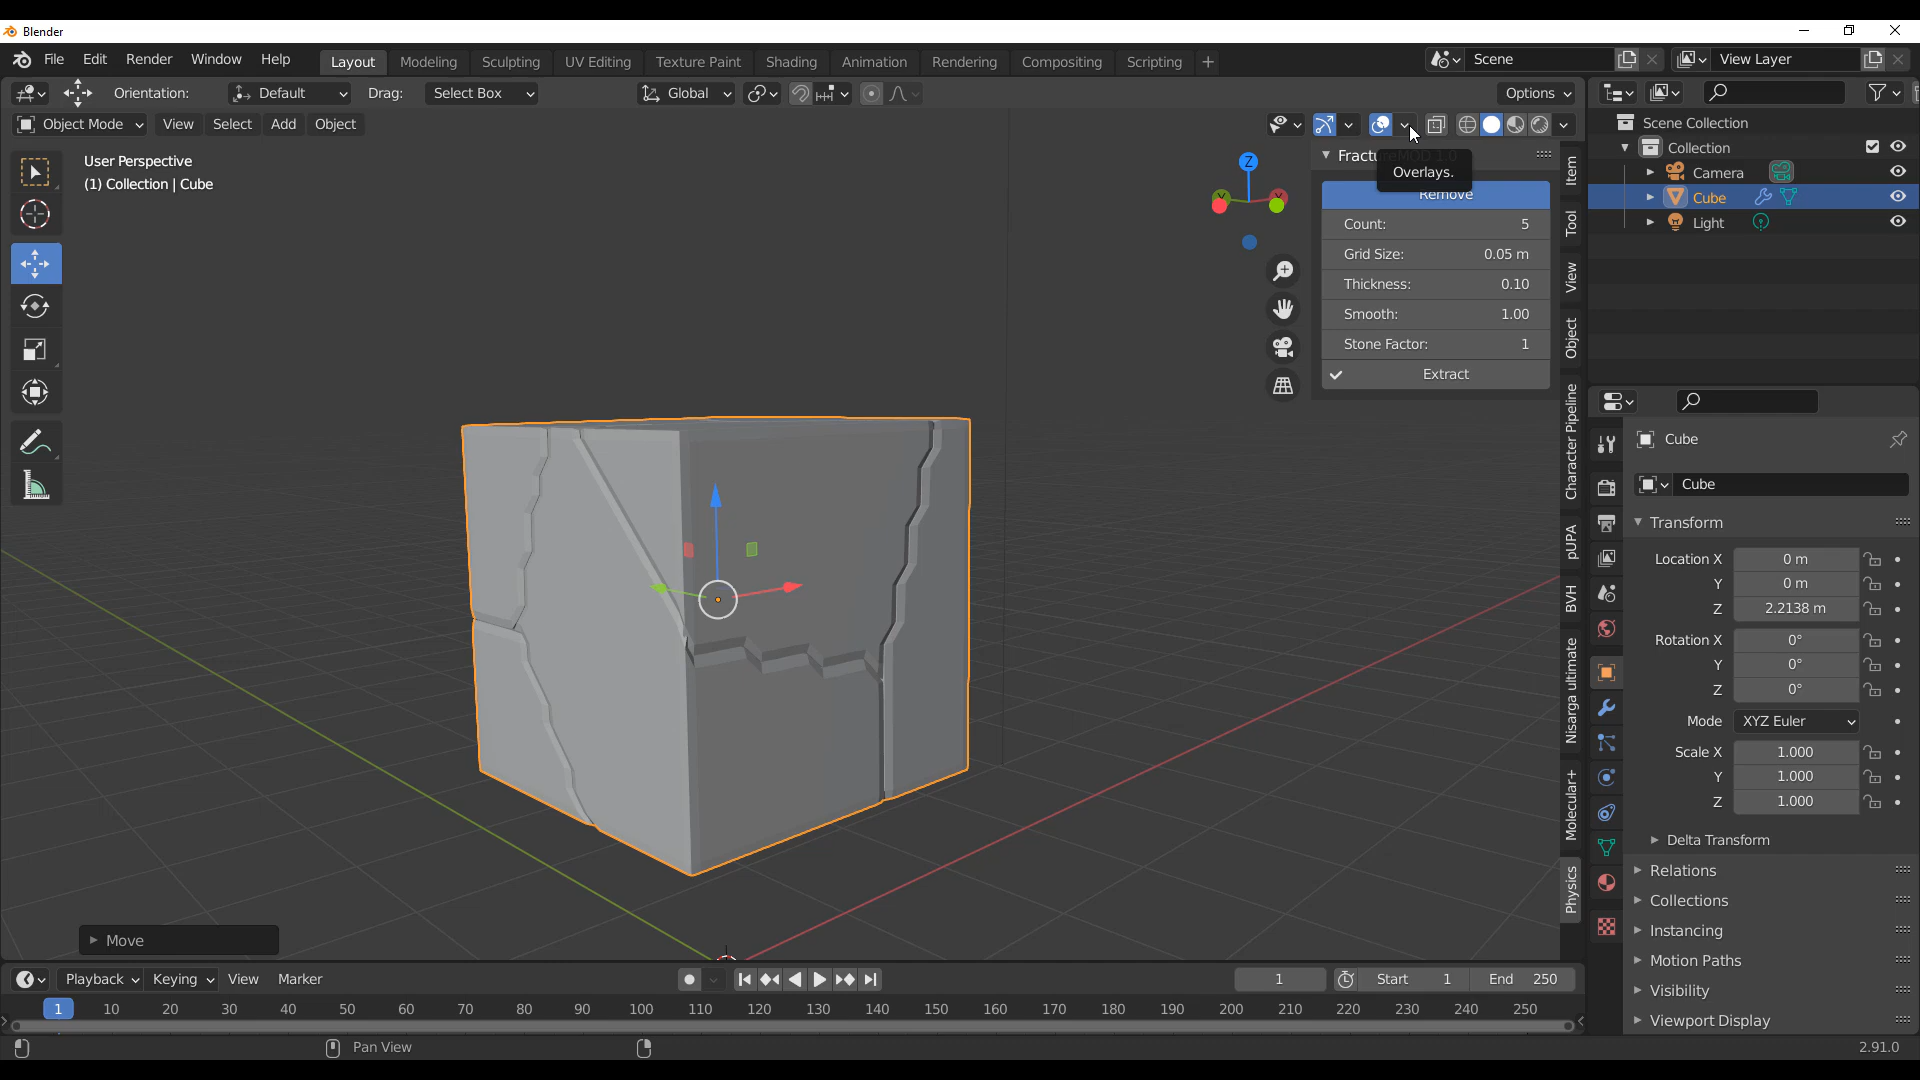 Blender
File Edit Render Window Help Layout Modeling Sculpting UV Editing Texture Paint Shading Animation Rendering Compositing Scripting + Scene View Layer
Orientation: Default Drag: Select Box Global Options
Object Mode View Select Add Object
User Perspective
(1) Collection | Cube
Z
Overlays.
Remove
Count: 5
Grid Size: 0.05 m
Thickness: 0.10
Smooth: 1.00
Stone Factor: 1
Extract
Item
Tool
View
Object
Character Pipeline
pUPA
BVH
Nisarga ultimate
Molecular+
Physics
Scene Collection
Collection
Camera
Cube
Light
Cube
Cube
Transform
Location X 0 m
Y 0 m
Z 2.2138 m
Rotation X 0°
Y 0°
Z 0°
Mode XYZ Euler
Scale X 1.000
Y 1.000
Z 1.000
Delta Transform
Relations
Collections
Instancing
Motion Paths
Visibility
Viewport Display
Move
Playback Keying View Marker 1 Start 1 End 250
1 10 20 30 40 50 60 70 80 90 100 110 120 130 140 150 160 170 180 190 200 210 220 230 240 250
Pan View
2.91.0